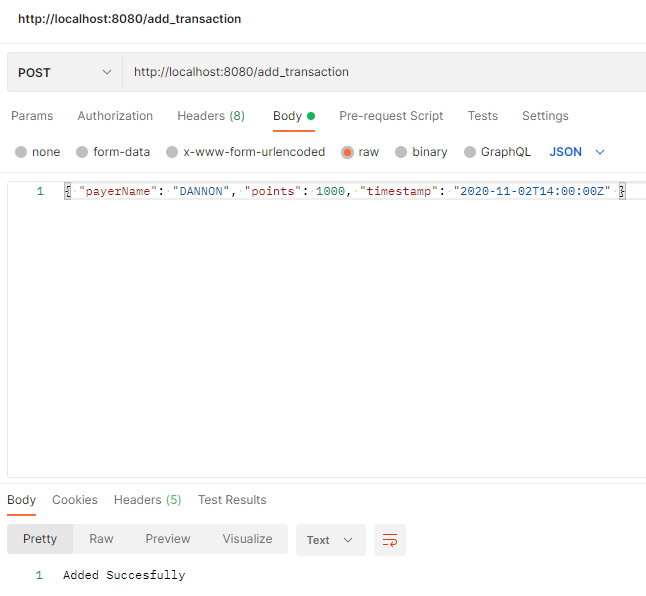 http://localhost:8080/add_transaction
POST http://localhost:8080/add_transaction
Params Authorization Headers (8) Body Pre-request Script Tests Settings
none form-data x-www-form-urlencoded raw binary GraphQL JSON
1 { "payerName": "DANNON", "points": 1000, "timestamp": "2020-11-02T14:00:00Z" }
Body Cookies Headers (5) Test Results
Pretty Raw Preview Visualize Text
1 Added Succesfully